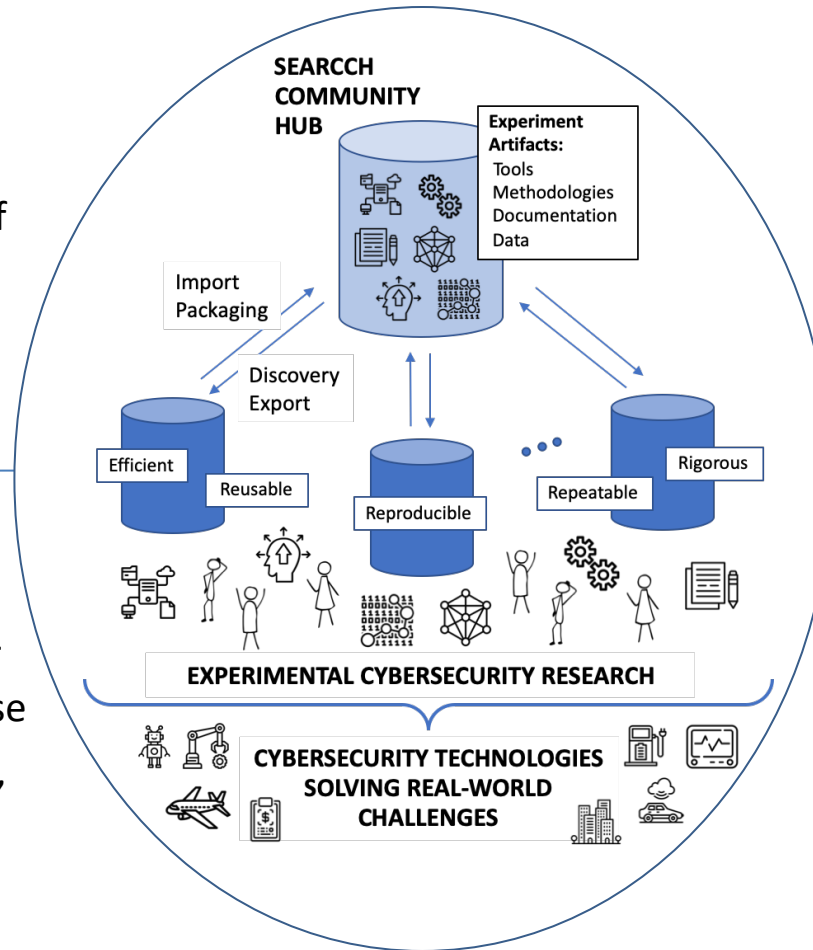 SEARCCH
COMMUNITY
HUB
Experiment
Artifacts:
Tools
Methodologies
Documentation
Data
Import
Packaging
Discovery
Export
Efficient
Reusable
Reproducible
Repeatable
Rigorous
EXPERIMENTAL CYBERSECURITY RESEARCH
CYBERSECURITY TECHNOLOGIES
SOLVING REAL-WORLD
CHALLENGES